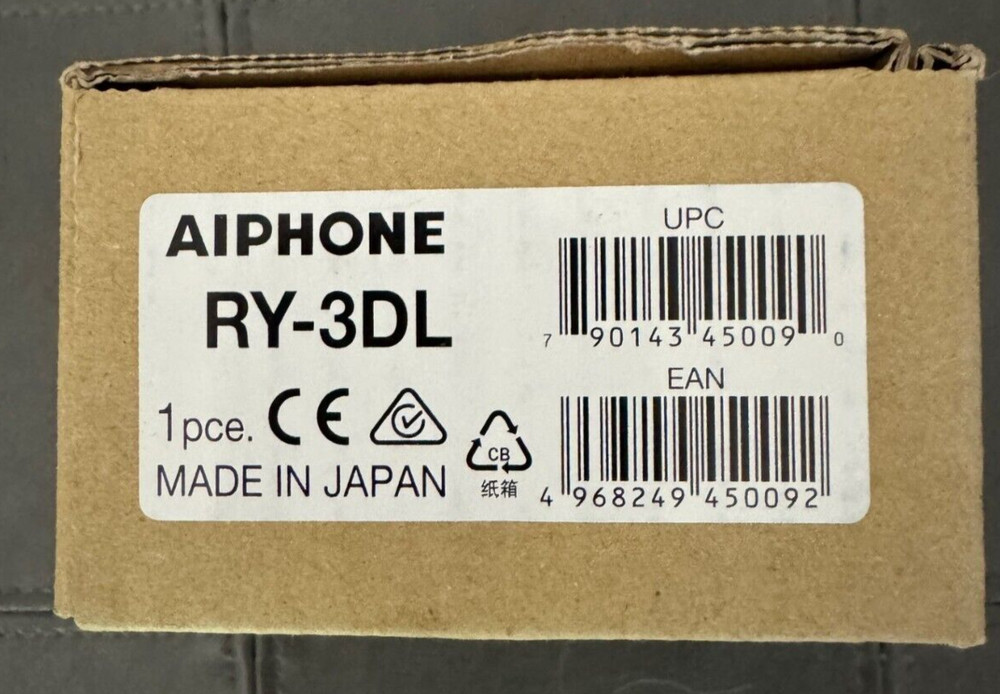 AIPHONE
RY-3DL
1pce. CE
MADE IN JAPAN
CB
纸箱
UPC
7 90143 45009 0
EAN
4 968249 450092